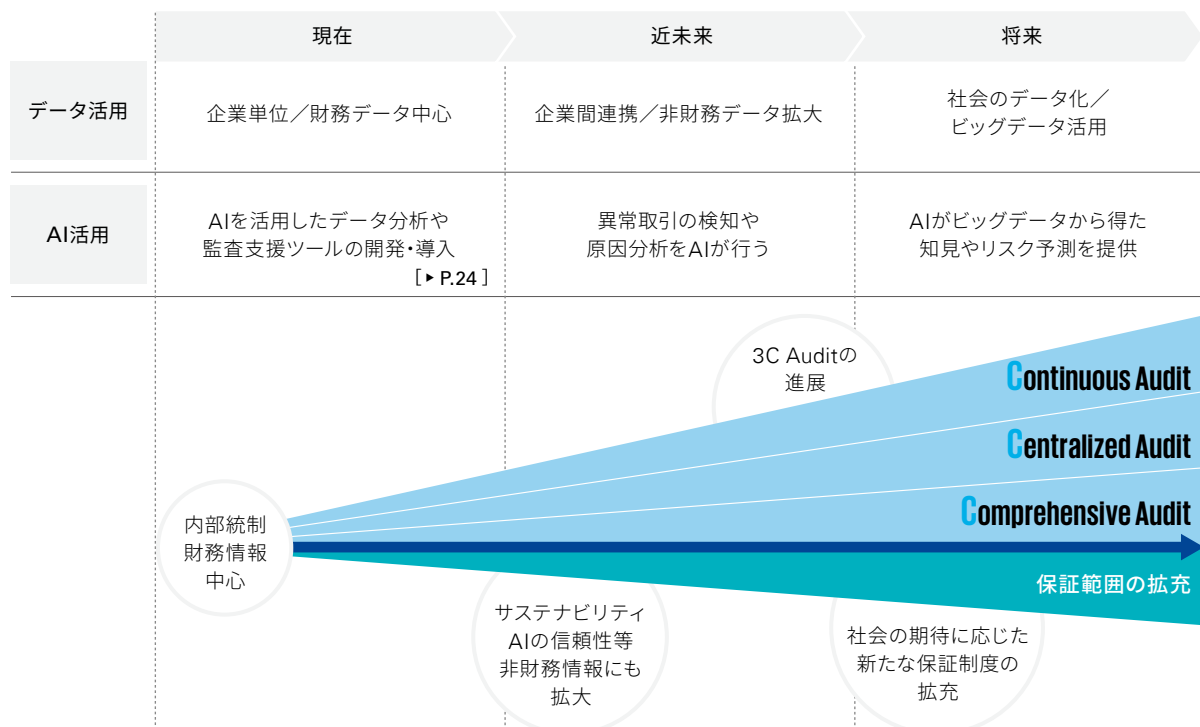 現在
近未来
将来
データ活用
企業単位／財務データ中心
企業間連携／非財務データ拡大
社会のデータ化／
ビッグデータ活用
AI活用
AIを活用したデータ分析や
監査支援ツールの開発・導入
[ ▶ P.24 ]
異常取引の検知や
原因分析をAIが行う
AIがビッグデータから得た
知見やリスク予測を提供
3C Auditの
進展
Continuous Audit
Centralized Audit
Comprehensive Audit
内部統制
財務情報
中心
保証範囲の拡充
サステナビリティ
AIの信頼性等
非財務情報にも
拡大
社会の期待に応じた
新たな保証制度の
拡充